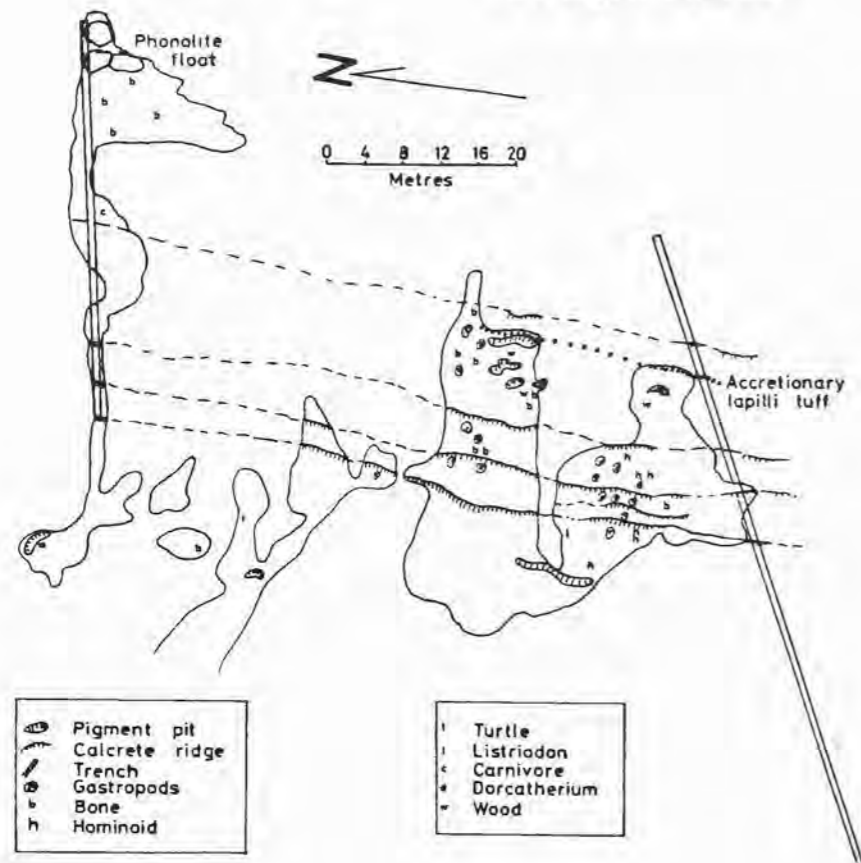 Phonolite
float
N
0 4 8 12 16 20
Metres
b
b
b
b
c
b
b
b
b
w
w
b
b
Accretionary
lapilli tuff
w
b b
h
h h
b
h
h
b
Pigment pit
Calcrete ridge
Trench
Gastropods
b Bone
h Hominoid
t Turtle
l Listriodon
c Carnivore
d Dorcatherium
w Wood